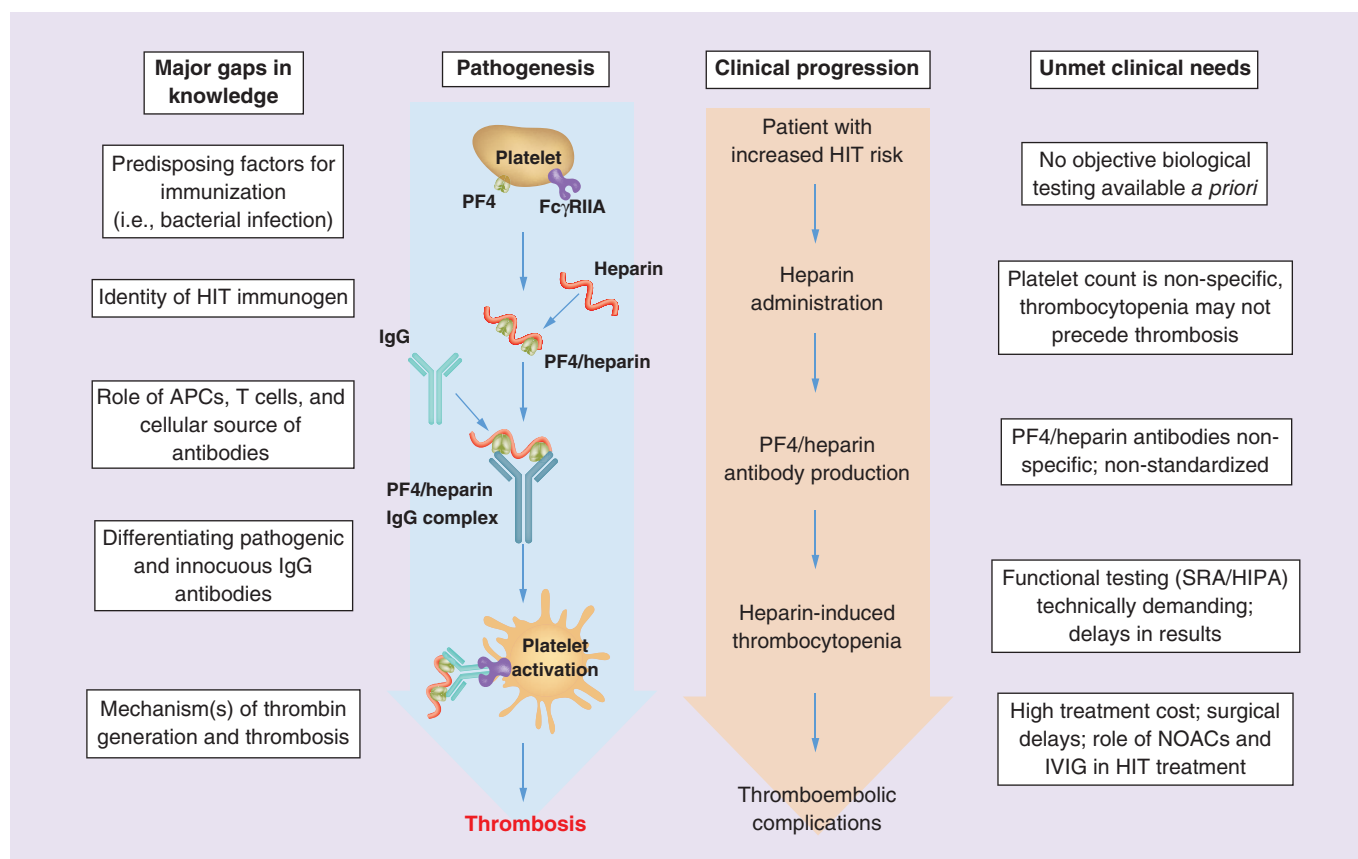 Major gaps in
knowledge
Predisposing factors for
immunization
(i.e., bacterial infection)
Identity of HIT immunogen
Role of APCs, T cells, and
cellular source of
antibodies
Differentiating pathogenic
and innocuous IgG
antibodies
Mechanism(s) of thrombin
generation and thrombosis
Pathogenesis
Platelet
PF4
FcγRIIA
Heparin
PF4/heparin
IgG
PF4/heparin
IgG complex
Platelet
activation
Thrombosis
Clinical progression
Patient with
increased HIT risk
Heparin
administration
PF4/heparin
antibody production
Heparin-induced
thrombocytopenia
Thromboembolic
complications
Unmet clinical needs
No objective biological
testing available a priori
Platelet count is non-specific,
thrombocytopenia may not
precede thrombosis
PF4/heparin antibodies non-
specific; non-standardized
Functional testing (SRA/HIPA)
technically demanding;
delays in results
High treatment cost; surgical
delays; role of NOACs and
IVIG in HIT treatment